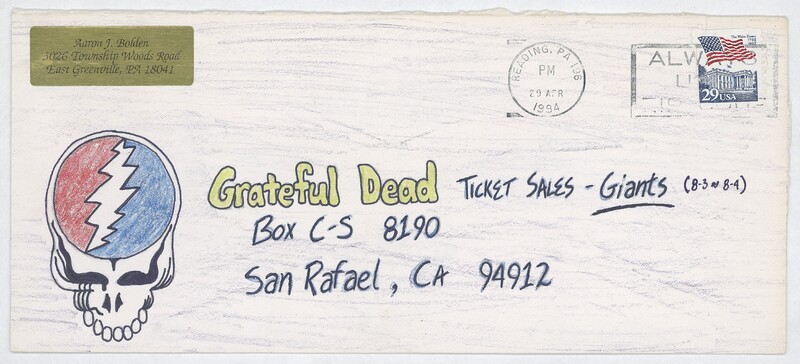 Aaron J. Bolden
3026 Township Woods Road
East Greenville, PA 18041
READING, PA 196
PM
29 APR
1994
ALWAYS
The White House
29 USA
Grateful Dead TICKET SALES - Giants (8-3 & 8-4)
Box C-S 8190
San Rafael, CA 94912